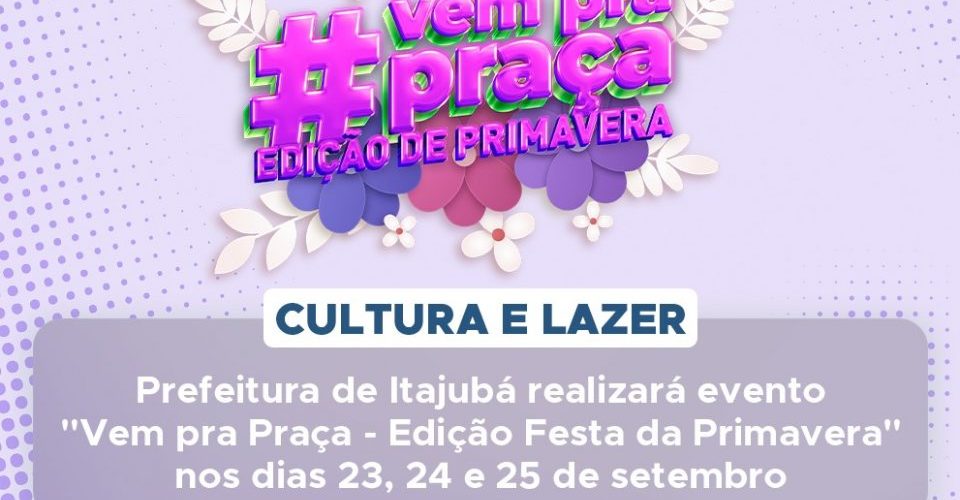 #vem pra
praça
EDIÇÃO DE PRIMAVERA
CULTURA E LAZER
Prefeitura de Itajubá realizará evento
"Vem pra Praça - Edição Festa da Primavera"
nos dias 23, 24 e 25 de setembro